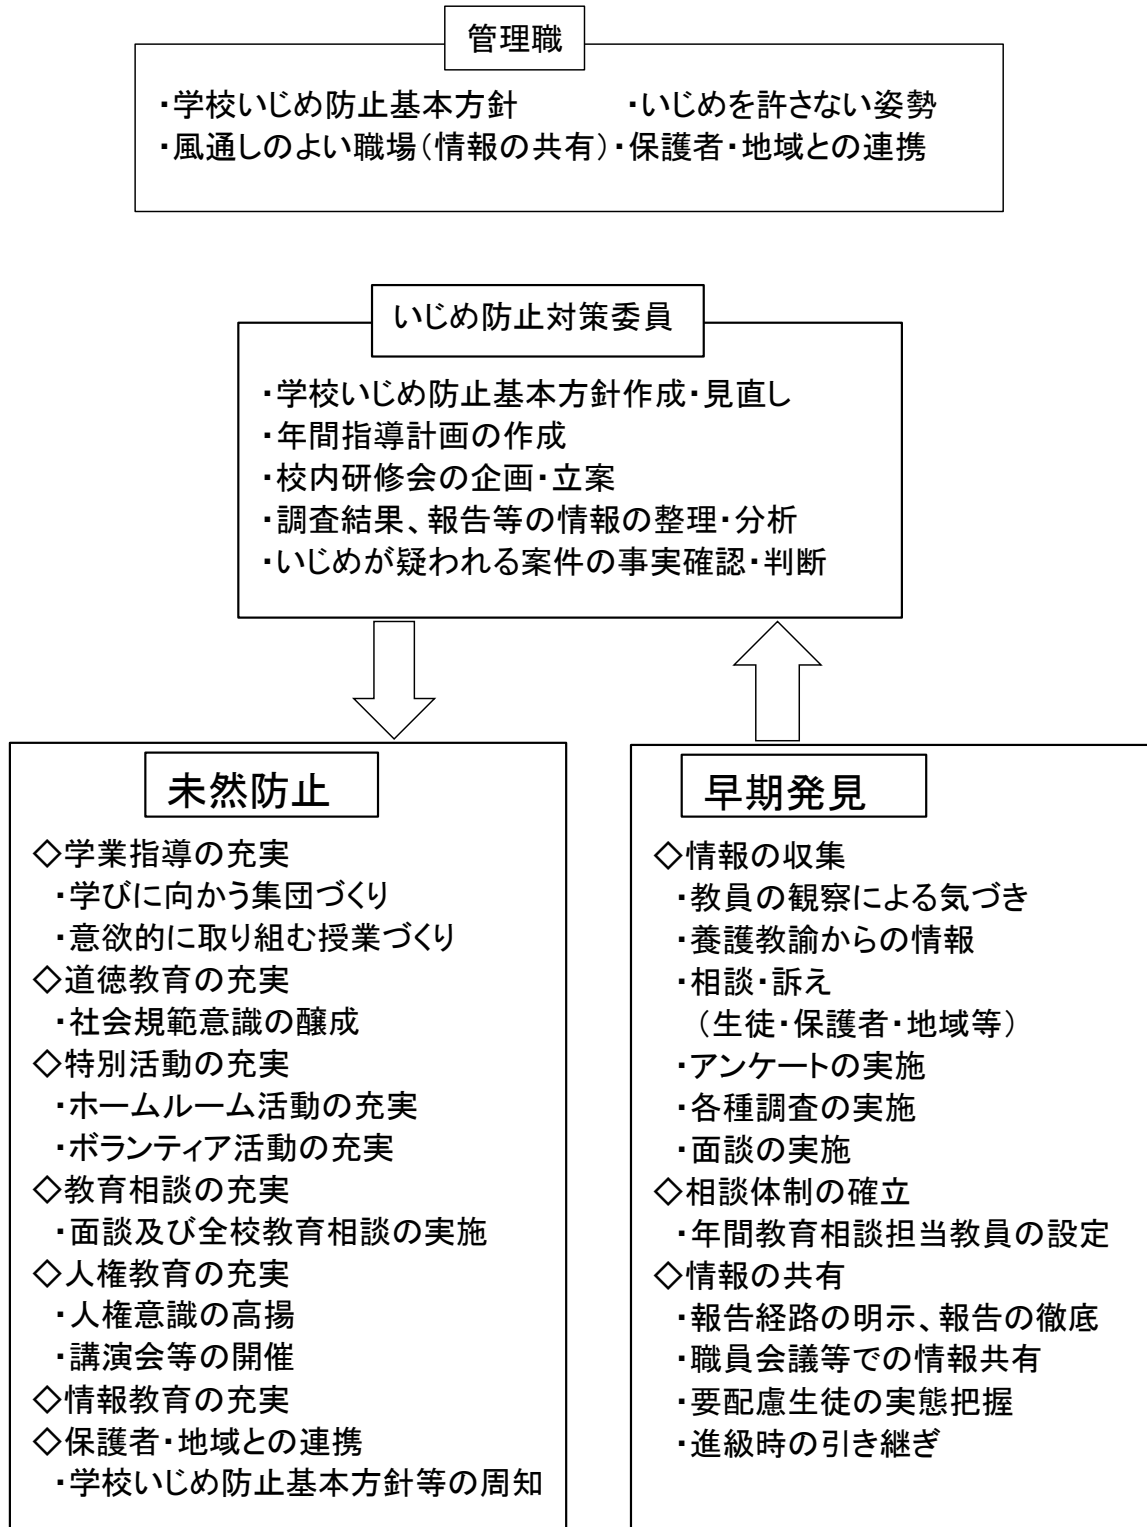 管理職
・学校いじめ防止基本方針　・いじめを許さない姿勢
・風通しのよい職場（情報の共有）・保護者・地域との連携
いじめ防止対策委員
・学校いじめ防止基本方針作成・見直し
・年間指導計画の作成
・校内研修会の企画・立案
・調査結果、報告等の情報の整理・分析
・いじめが疑われる案件の事実確認・判断
未然防止
◇学業指導の充実
・学びに向かう集団づくり
・意欲的に取り組む授業づくり
◇道徳教育の充実
・社会規範意識の醸成
◇特別活動の充実
・ホームルーム活動の充実
・ボランティア活動の充実
◇教育相談の充実
・面談及び全校教育相談の実施
◇人権教育の充実
・人権意識の高揚
・講演会等の開催
◇情報教育の充実
◇保護者・地域との連携
・学校いじめ防止基本方針等の周知
早期発見
◇情報の収集
・教員の観察による気づき
・養護教諭からの情報
・相談・訴え
（生徒・保護者・地域等）
・アンケートの実施
・各種調査の実施
・面談の実施
◇相談体制の確立
・年間教育相談担当教員の設定
◇情報の共有
・報告経路の明示、報告の徹底
・職員会議等での情報共有
・要配慮生徒の実態把握
・進級時の引き継ぎ